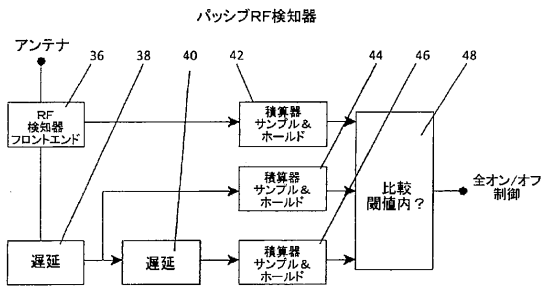 パッシブRF検知器
アンテナ
36
38
40
42
44
46
48
RF
検知器
フロントエンド
積算器
サンプル&
ホールド
積算器
サンプル&
ホールド
比較
閾値内?
全オン/オフ
制御
遅延
遅延
積算器
サンプル&
ホールド